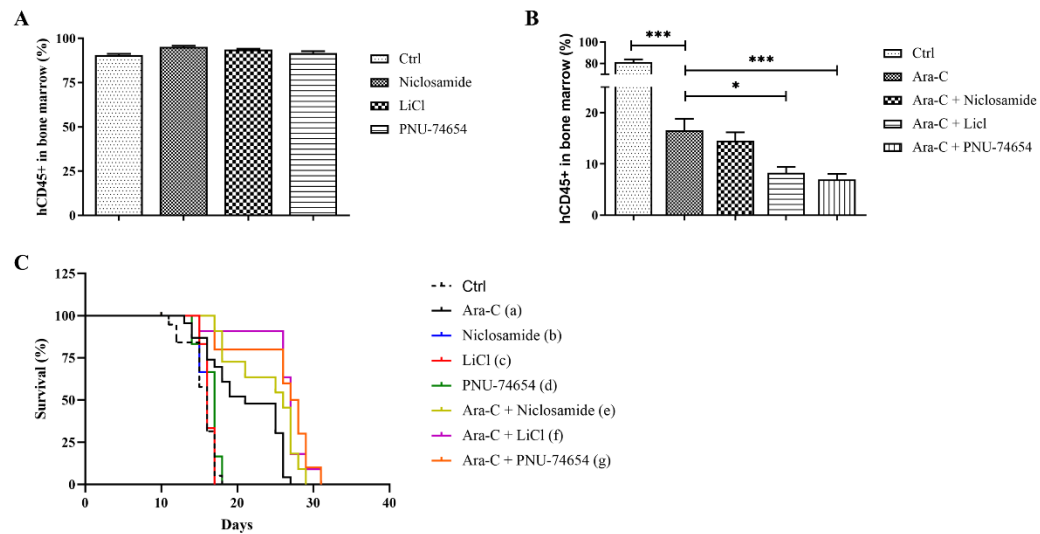 A
hCD45+ in bone marrow (%)
100
75
50
25
0
Ctrl
Niclosamide
LiCl
PNU-74654
B
hCD45+ in bone marrow (%)
100
80
20
10
0
***
***
*
Ctrl
Ara-C
Ara-C + Niclosamide
Ara-C + Licl
Ara-C + PNU-74654
C
Survival (%)
125
100
75
50
25
0
0 10 20 30 40
Days
Ctrl
Ara-C (a)
Niclosamide (b)
LiCl (c)
PNU-74654 (d)
Ara-C + Niclosamide (e)
Ara-C + LiCl (f)
Ara-C + PNU-74654 (g)